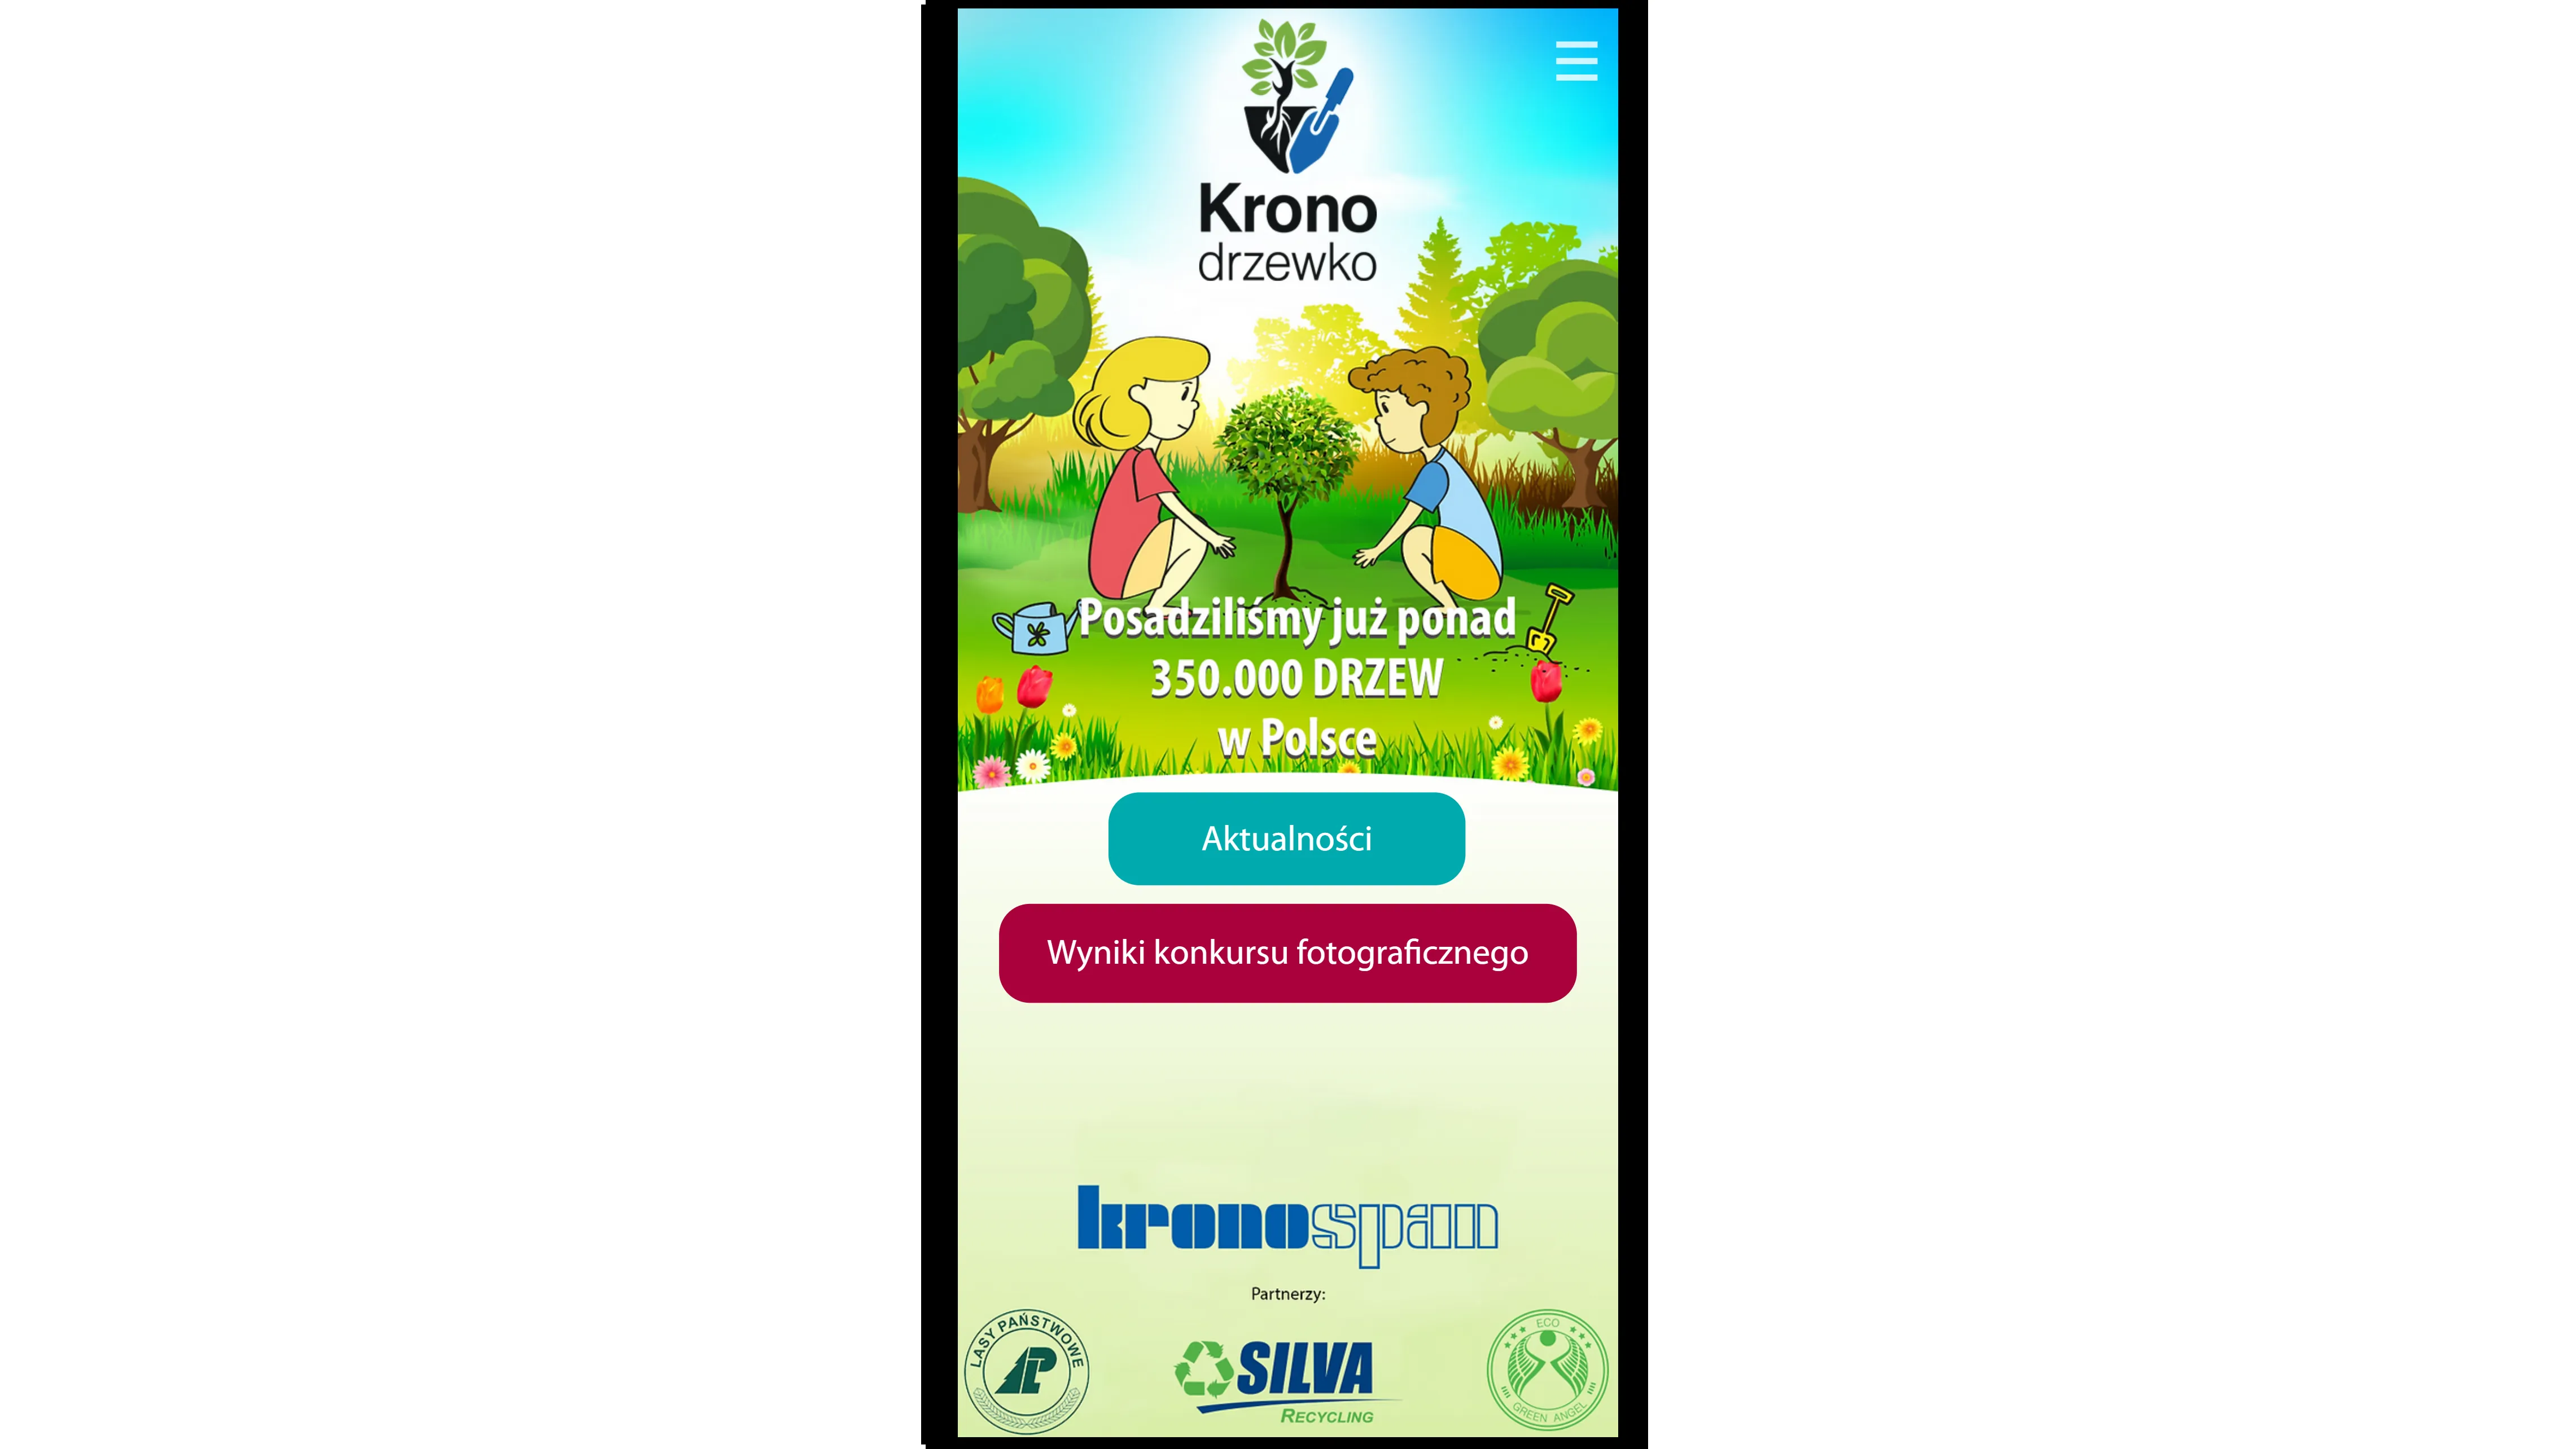 Krono
drzewko
Posadziliśmy już ponad
350.000 DRZEW
w Polsce
Aktualności
Wyniki konkursu fotograficznego
kronospan
Partnerzy:
LASY PAŃSTWOWE
LP
SILVA
RECYCLING
ECO
GREEN ANGEL